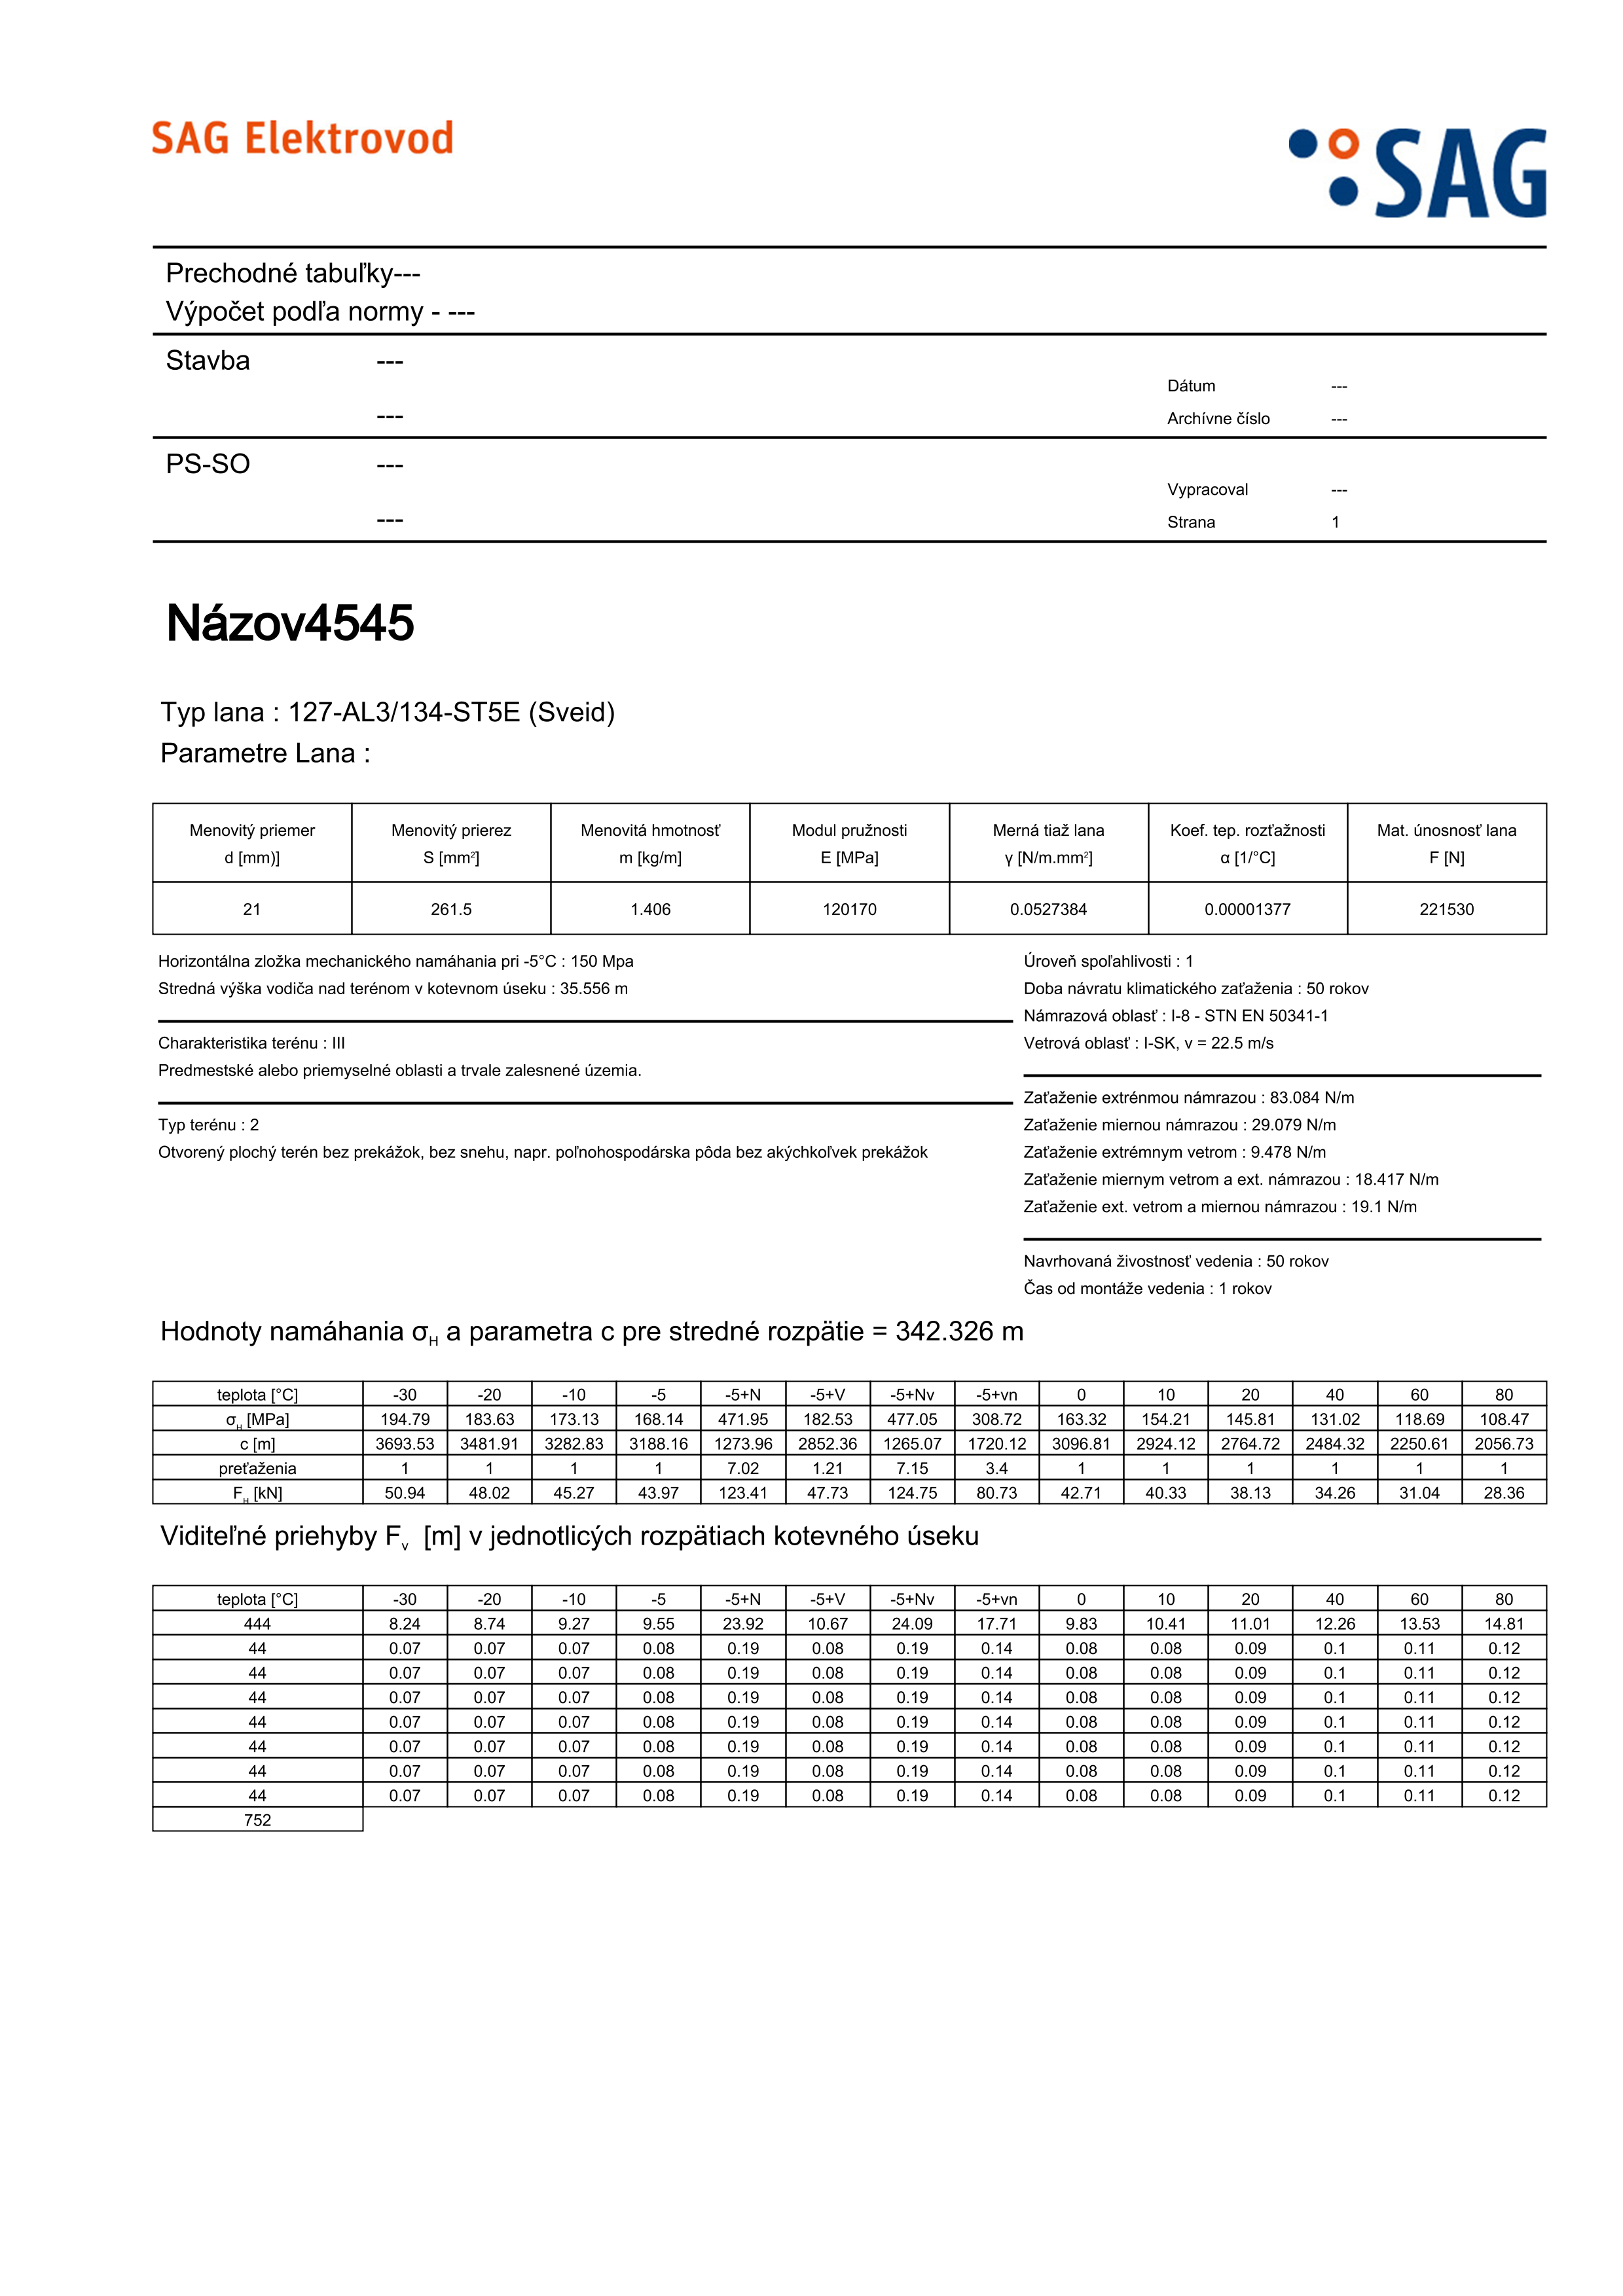 SAG Elektrovod
SAG
Prechodné tabuľky---
Výpočet podľa normy - ---
Stavba ---
Dátum ---
---
Archívne číslo ---
PS-SO ---
Vypracoval ---
---
Strana 1
Názov4545
Typ lana : 127-AL3/134-ST5E (Sveid)
Parametre Lana :
Menovitý priemer Menovitý prierez Menovitá hmotnosť Modul pružnosti Merná tiaž lana Koef. tep. rozťažnosti Mat. únosnosť lana
d [mm)] S [mm²] m [kg/m] E [MPa] γ [N/m.mm²] α [1/°C] F [N]
21 261.5 1.406 120170 0.0527384 0.00001377 221530
Horizontálna zložka mechanického namáhania pri -5°C : 150 Mpa
Stredná výška vodiča nad terénom v kotevnom úseku : 35.556 m
Charakteristika terénu : III
Predmestské alebo priemyselné oblasti a trvale zalesnené územia.
Typ terénu : 2
Otvorený plochý terén bez prekážok, bez snehu, napr. poľnohospodárska pôda bez akýchkoľvek prekážok
Úroveň spoľahlivosti : 1
Doba návratu klimatického zaťaženia : 50 rokov
Námrazová oblasť : I-8 - STN EN 50341-1
Vetrová oblasť : I-SK, v = 22.5 m/s
Zaťaženie extrénmou námrazou : 83.084 N/m
Zaťaženie miernou námrazou : 29.079 N/m
Zaťaženie extrémnym vetrom : 9.478 N/m
Zaťaženie miernym vetrom a ext. námrazou : 18.417 N/m
Zaťaženie ext. vetrom a miernou námrazou : 19.1 N/m
Navrhovaná živostnosť vedenia : 50 rokov
Čas od montáže vedenia : 1 rokov
Hodnoty namáhania σH a parametra c pre stredné rozpätie = 342.326 m
teplota [°C] -30 -20 -10 -5 -5+N -5+V -5+Nv -5+vn 0 10 20 40 60 80
σH [MPa] 194.79 183.63 173.13 168.14 471.95 182.53 477.05 308.72 163.32 154.21 145.81 131.02 118.69 108.47
c [m] 3693.53 3481.91 3282.83 3188.16 1273.96 2852.36 1265.07 1720.12 3096.81 2924.12 2764.72 2484.32 2250.61 2056.73
preťaženia 1 1 1 1 7.02 1.21 7.15 3.4 1 1 1 1 1 1
FH [kN] 50.94 48.02 45.27 43.97 123.41 47.73 124.75 80.73 42.71 40.33 38.13 34.26 31.04 28.36
Viditeľné priehyby Fv [m] v jednotlicých rozpätiach kotevného úseku
teplota [°C] -30 -20 -10 -5 -5+N -5+V -5+Nv -5+vn 0 10 20 40 60 80
444 8.24 8.74 9.27 9.55 23.92 10.67 24.09 17.71 9.83 10.41 11.01 12.26 13.53 14.81
44 0.07 0.07 0.07 0.08 0.19 0.08 0.19 0.14 0.08 0.08 0.09 0.1 0.11 0.12
44 0.07 0.07 0.07 0.08 0.19 0.08 0.19 0.14 0.08 0.08 0.09 0.1 0.11 0.12
44 0.07 0.07 0.07 0.08 0.19 0.08 0.19 0.14 0.08 0.08 0.09 0.1 0.11 0.12
44 0.07 0.07 0.07 0.08 0.19 0.08 0.19 0.14 0.08 0.08 0.09 0.1 0.11 0.12
44 0.07 0.07 0.07 0.08 0.19 0.08 0.19 0.14 0.08 0.08 0.09 0.1 0.11 0.12
44 0.07 0.07 0.07 0.08 0.19 0.08 0.19 0.14 0.08 0.08 0.09 0.1 0.11 0.12
44 0.07 0.07 0.07 0.08 0.19 0.08 0.19 0.14 0.08 0.08 0.09 0.1 0.11 0.12
752